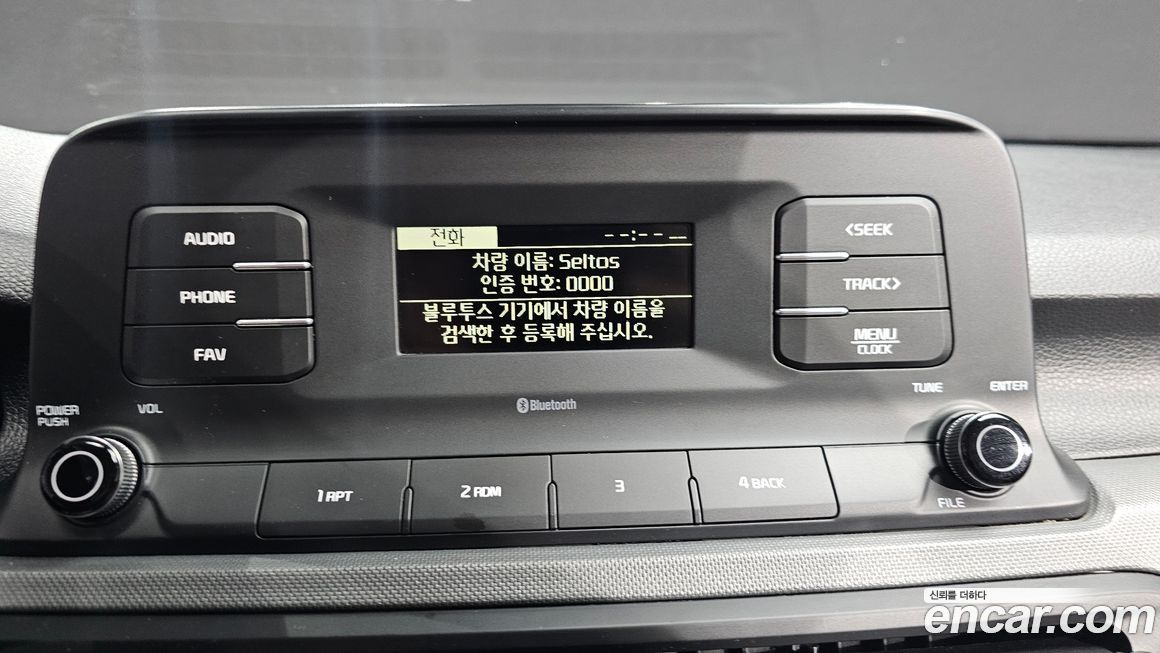 AUDIO
PHONE
FAV
전화
--:-- --
차량 이름: Seltos
인증 번호: 0000
블루투스 기기에서 차량 이름을
검색한 후 등록해 주십시오.
<SEEK
TRACK>
MENU
CLOCK
POWER
PUSH
VOL
Bluetooth
TUNE
ENTER
1 RPT
2 RDM
3
4 BACK
FILE
신뢰를 더하다
encar.com